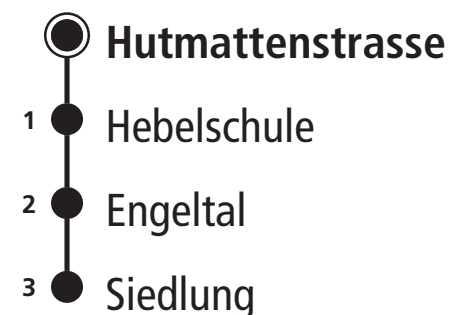 Hutmattenstrasse
1 Hebelschule
2 Engeltal
3 Siedlung